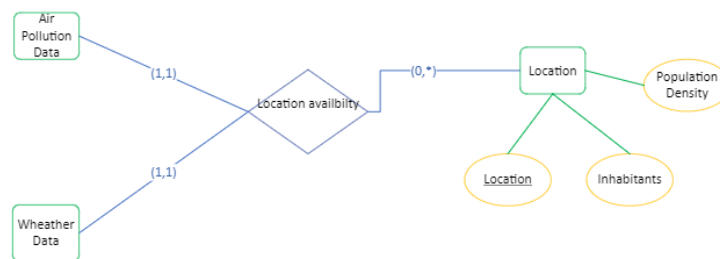 Air
Pollution
Data
(1,1)
Location availbilty
(0,*)
Location
Population
Density
(1,1)
Location
Inhabitants
Wheather
Data